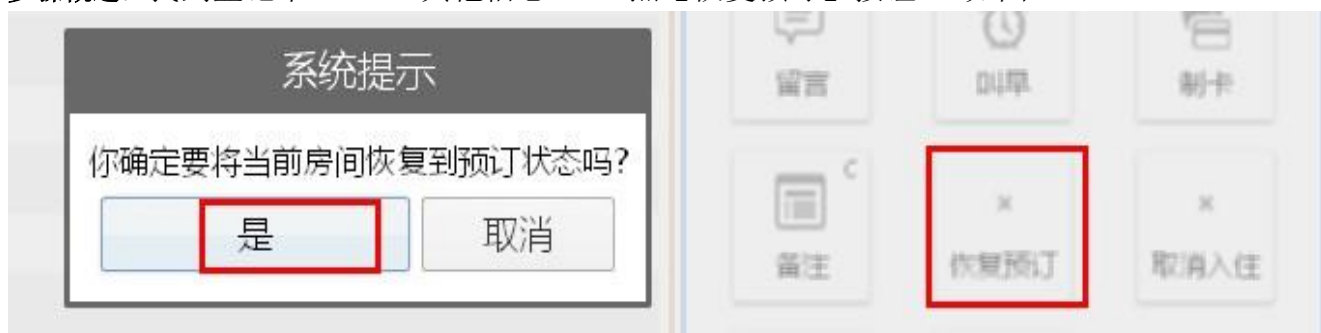 系统提示
你确定要将当前房间恢复到预订状态吗?
是 取消
留言 叫早 制卡
C
备注 恢复预订 取消入住